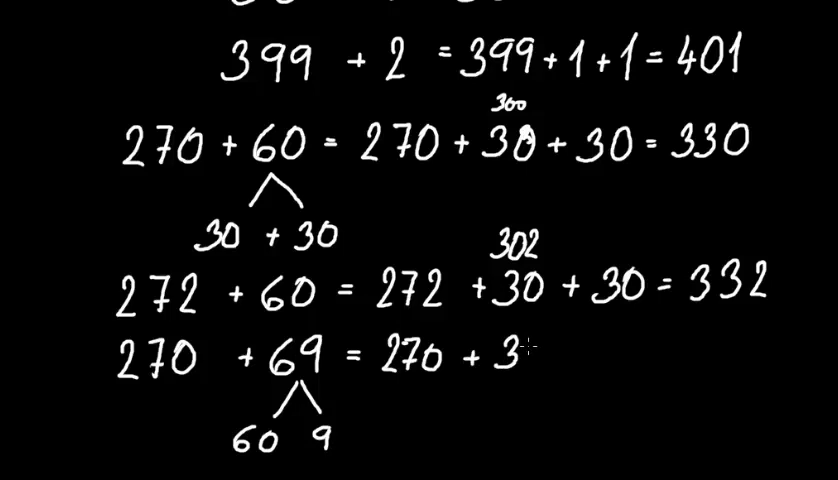 399 + 2 = 399 + 1 + 1 = 401
300
270 + 60 = 270 + 30 + 30 = 330
30 + 30
302
272 + 60 = 272 + 30 + 30 = 332
270 + 69 = 270 + 3
60 9